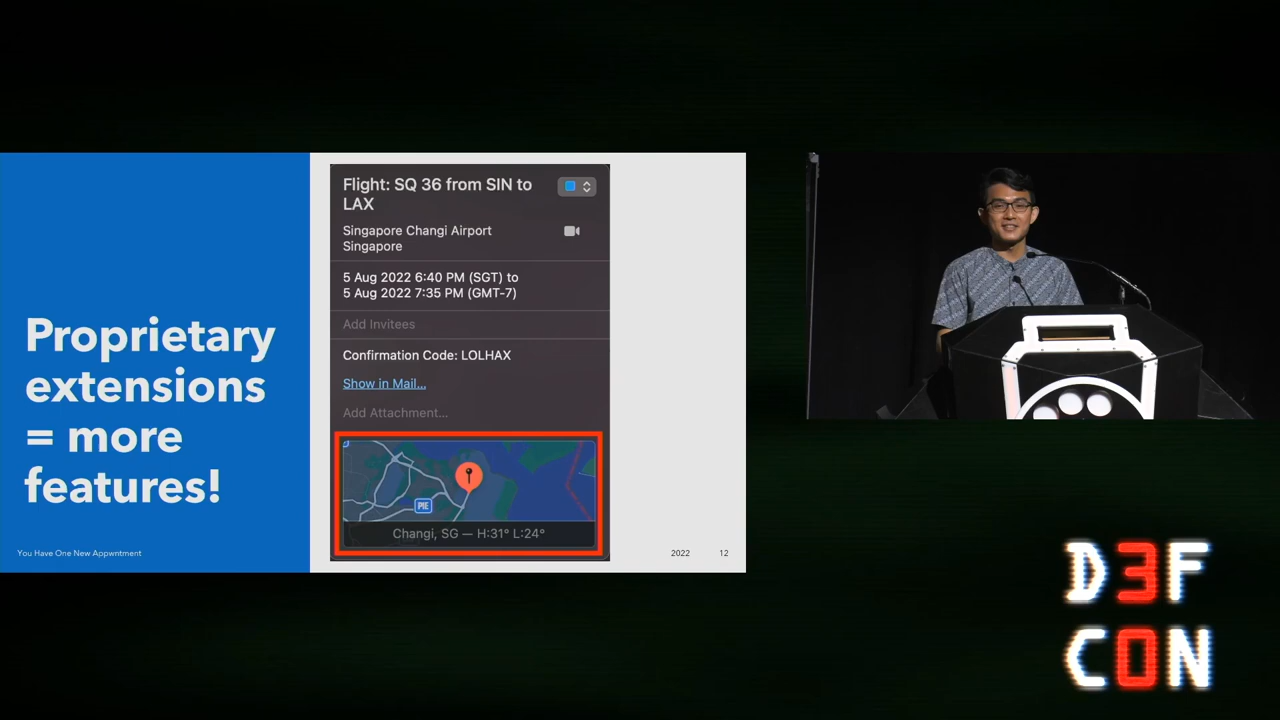 Proprietary
extensions
= more
features!
You Have One New Appwntment
Flight: SQ 36 from SIN to
LAX
Singapore Changi Airport
Singapore
5 Aug 2022 6:40 PM (SGT) to
5 Aug 2022 7:35 PM (GMT-7)
Add Invitees
Confirmation Code: LOLHAX
Show in Mail...
Add Attachment...
PIE
Changi, SG — H:31° L:24°
2022
12
D3F
C0N